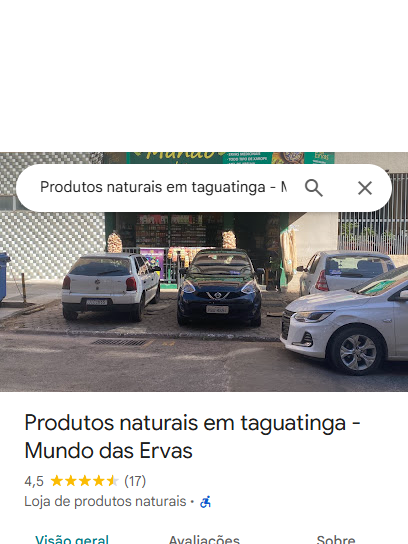 Mundo
Produtos naturais em taguatinga - M
Produtos naturais em taguatinga -
Mundo das Ervas
4,5 (17)
Loja de produtos naturais ·
Visão geral Avaliações Sobre